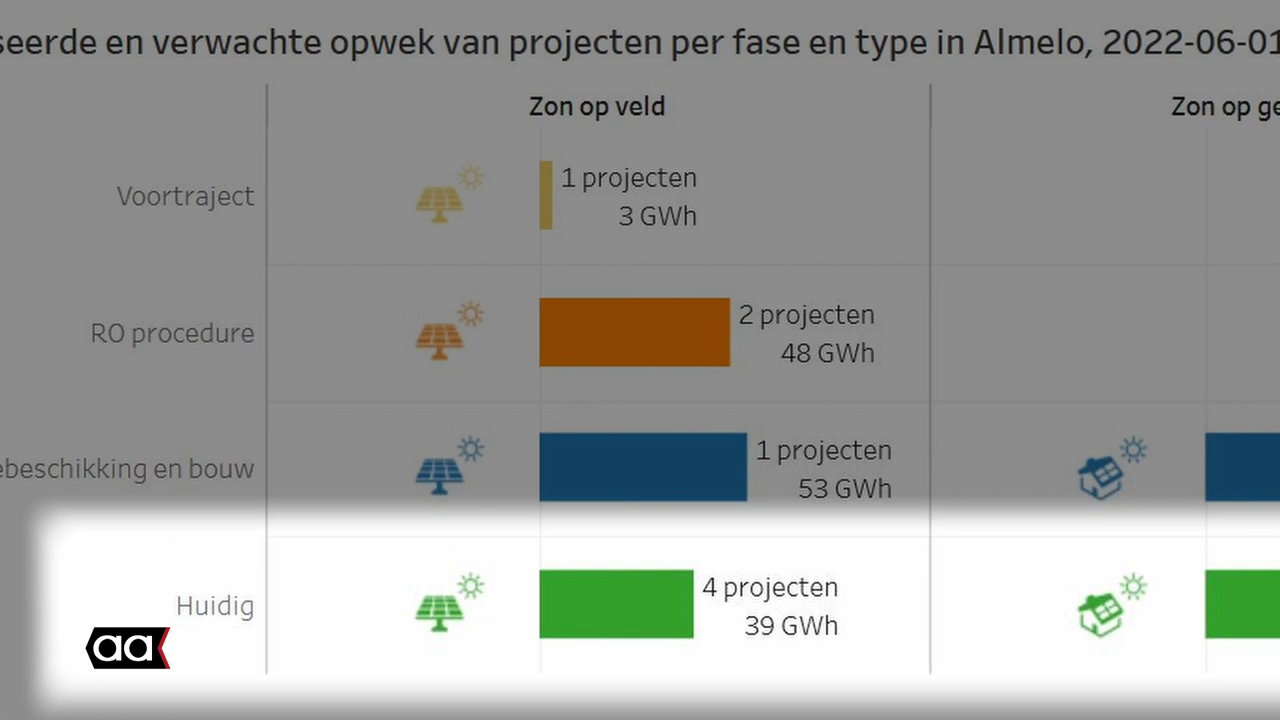 seerde en verwachte opwek van projecten per fase en type in Almelo, 2022-06-01
Zon op veld
Zon op ge
Voortraject
1 projecten
3 GWh
RO procedure
2 projecten
48 GWh
ebeschikking en bouw
1 projecten
53 GWh
Huidig
4 projecten
39 GWh
aa